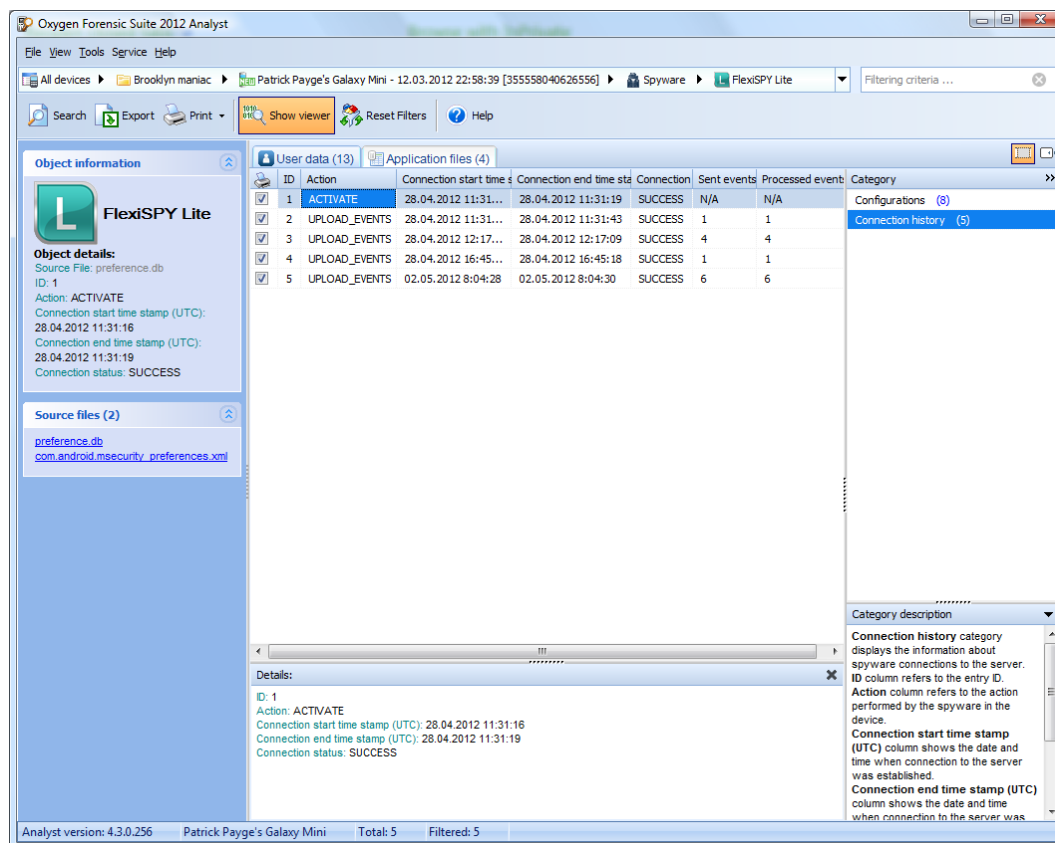 Oxygen Forensic Suite 2012 Analyst
File View Tools Service Help
All devices Brooklyn maniac Patrick Payge's Galaxy Mini - 12.03.2012 22:58:39 [355558040626556] Spyware FlexiSPY Lite Filtering criteria ...
Search Export Print Show viewer Reset Filters Help
Object information
L
FlexiSPY Lite
Object details:
Source File: preference.db
ID: 1
Action: ACTIVATE
Connection start time stamp (UTC):
28.04.2012 11:31:16
Connection end time stamp (UTC):
28.04.2012 11:31:19
Connection status: SUCCESS
Source files (2)
preference.db
com.android.msecurity_preferences.xml
User data (13) Application files (4)
ID Action Connection start time s Connection end time sta Connection Sent events Processed event
1 ACTIVATE 28.04.2012 11:31... 28.04.2012 11:31:19 SUCCESS N/A N/A
2 UPLOAD_EVENTS 28.04.2012 11:31... 28.04.2012 11:31:43 SUCCESS 1 1
3 UPLOAD_EVENTS 28.04.2012 12:17... 28.04.2012 12:17:09 SUCCESS 4 4
4 UPLOAD_EVENTS 28.04.2012 16:45... 28.04.2012 16:45:18 SUCCESS 1 1
5 UPLOAD_EVENTS 02.05.2012 8:04:28 02.05.2012 8:04:30 SUCCESS 6 6
Category
Configurations (8)
Connection history (5)
Details:
ID: 1
Action: ACTIVATE
Connection start time stamp (UTC): 28.04.2012 11:31:16
Connection end time stamp (UTC): 28.04.2012 11:31:19
Connection status: SUCCESS
Category description
Connection history category
displays the information about
spyware connections to the server.
ID column refers to the entry ID.
Action column refers to the action
performed by the spyware in the
device.
Connection start time stamp
(UTC) column shows the date and
time when connection to the server
was established.
Connection end time stamp (UTC)
column shows the date and time
when connection to the server was
Analyst version: 4.3.0.256 Patrick Payge's Galaxy Mini Total: 5 Filtered: 5